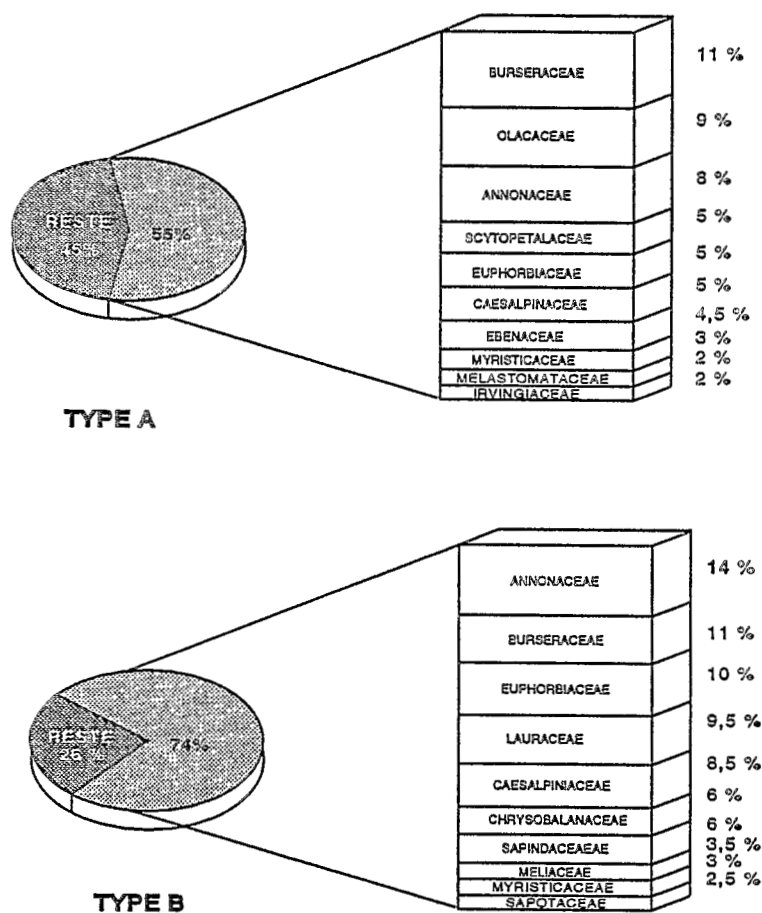 BURSERACEAE 11 %
OLACACEAE 9 %
ANNONACEAE 8 %
SCYTOPETALACEAE 5 %
EUPHORBIACEAE 5 %
CAESALPINACEAE 5 %
EBENACEAE 4,5 %
MYRISTICACEAE 3 %
MELASTOMATACEAE 2 %
IRVINGIACEAE 2 %
RESTE
45%
55%
TYPE A
ANNONACEAE 14 %
BURSERACEAE 11 %
EUPHORBIACEAE 10 %
LAURACEAE 9,5 %
CAESALPINIACEAE 8,5 %
CHRYSOBALANACEAE 6 %
SAPINDACEAEAE 6 %
MELIACEAE 3,5 %
MYRISTICACEAE 3 %
SAPOTACEAE 2,5 %
RESTE
26
74%
TYPE B